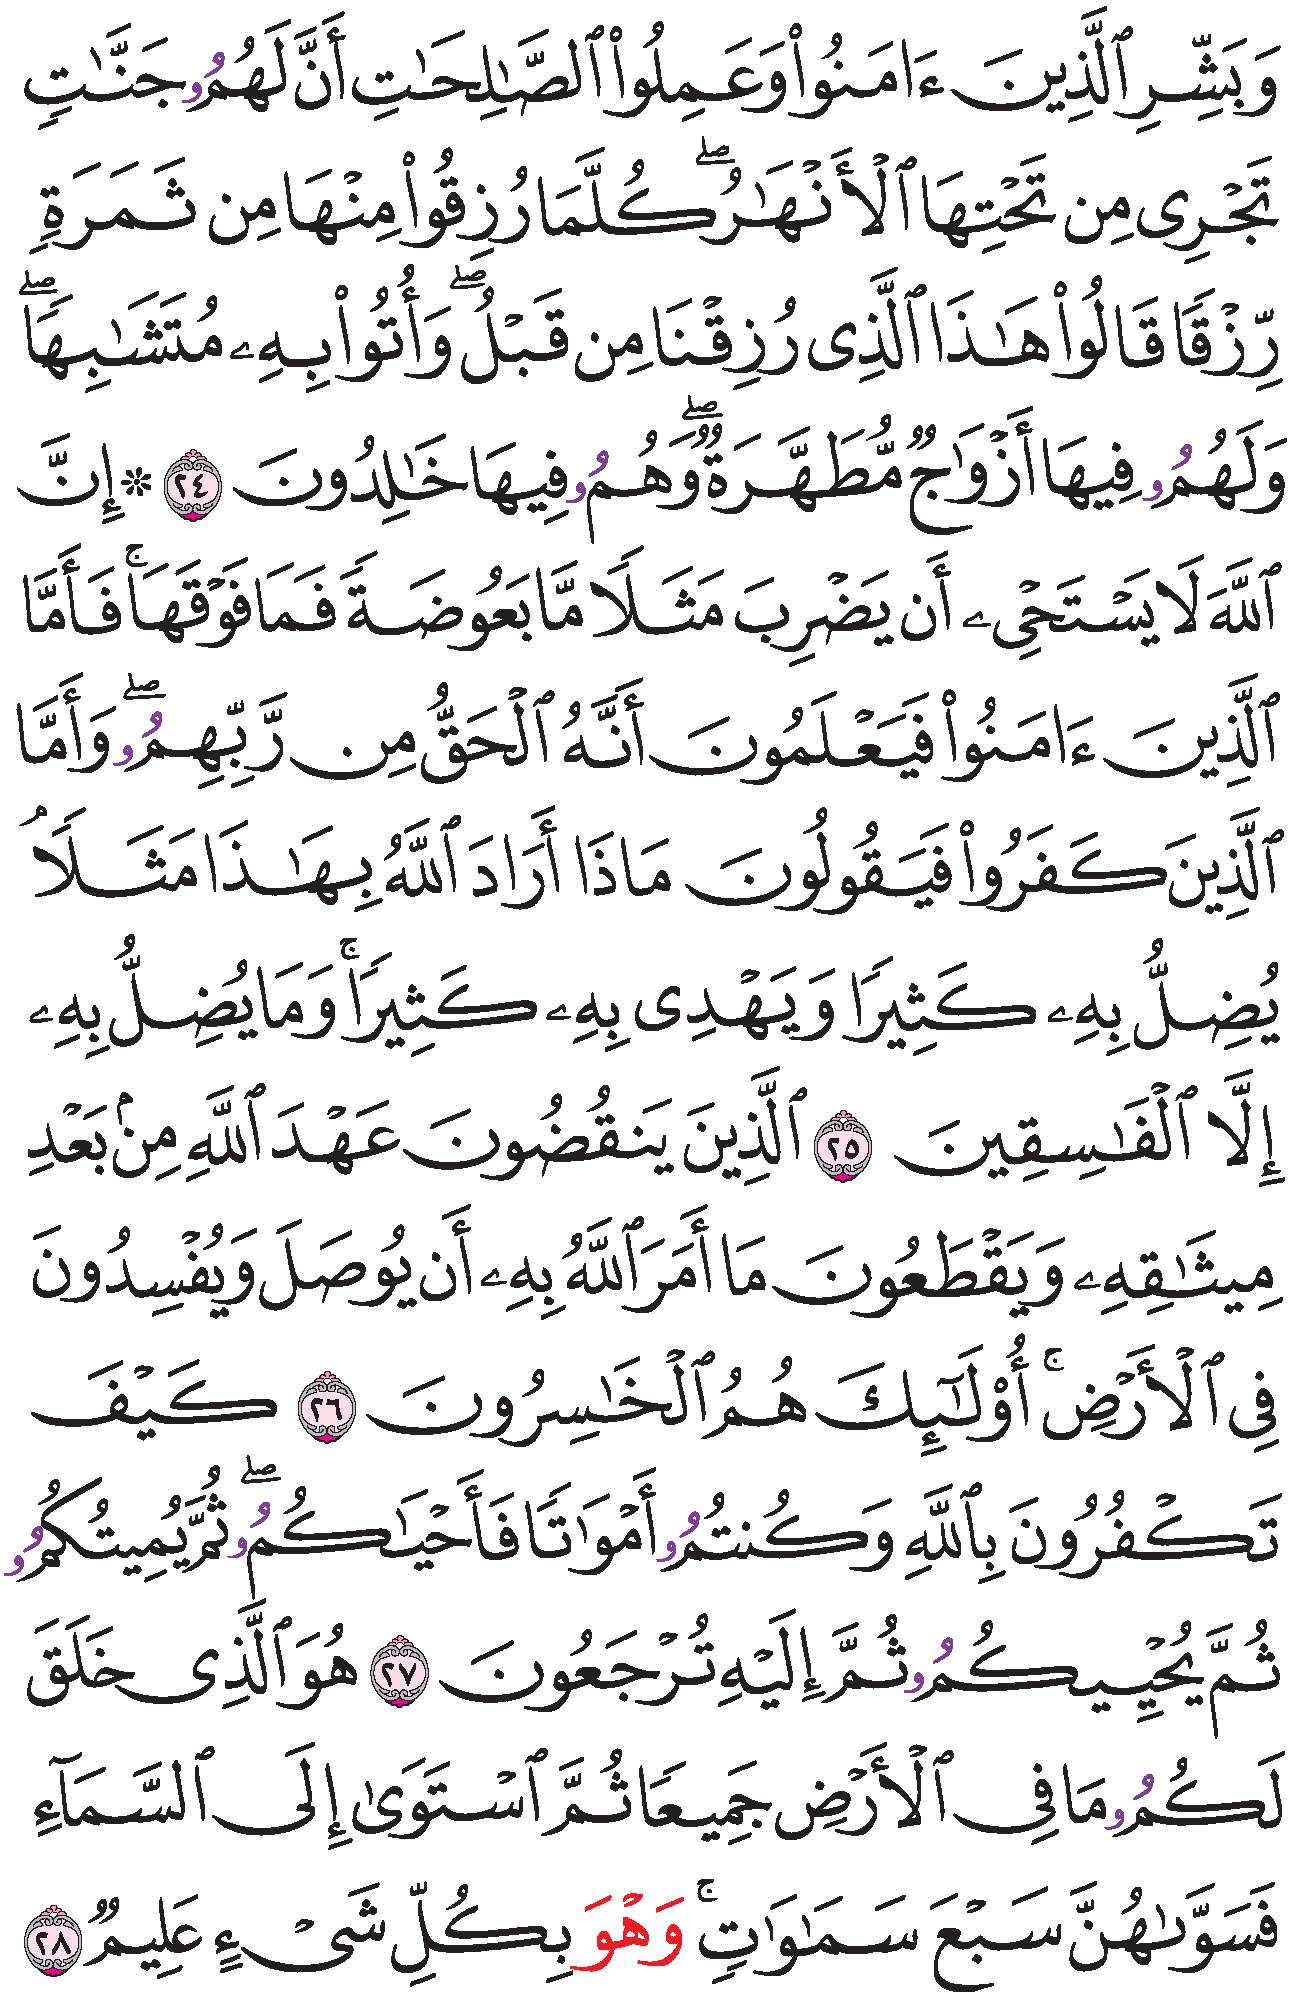 وَبَشِّرِ ٱلَّذِينَ ءَامَنُوا۟ وَعَمِلُوا۟ ٱلصَّـٰلِحَـٰتِ أَنَّ لَهُمُۥ جَنَّـٰتٍ
تَجْرِى مِن تَحْتِهَا ٱلْأَنْهَـٰرُ ۖ كُلَّمَا رُزِقُوا۟ مِنْهَا مِن ثَمَرَةٍ
رِّزْقًا قَالُوا۟ هَـٰذَا ٱلَّذِى رُزِقْنَا مِن قَبْلُ ۖ وَأُتُوا۟ بِهِۦ مُتَشَـٰبِهًا ۖ
وَلَهُمُۥ فِيهَا أَزْوَٰجٌ مُّطَهَّرَةٌ ۖ وَهُمُۥ فِيهَا خَـٰلِدُونَ ٢٤ ۞ إِنَّ
ٱللَّهَ لَا يَسْتَحْىِۦ أَن يَضْرِبَ مَثَلًا مَّا بَعُوضَةً فَمَا فَوْقَهَا ۚ فَأَمَّا
ٱلَّذِينَ ءَامَنُوا۟ فَيَعْلَمُونَ أَنَّهُ ٱلْحَقُّ مِن رَّبِّهِمُۥ ۖ وَأَمَّا
ٱلَّذِينَ كَفَرُوا۟ فَيَقُولُونَ مَاذَا أَرَادَ ٱللَّهُ بِهَـٰذَا مَثَلًاۘ
يُضِلُّ بِهِۦ كَثِيرًا وَيَهْدِى بِهِۦ كَثِيرًا ۚ وَمَا يُضِلُّ بِهِۦ
إِلَّا ٱلْفَـٰسِقِينَ ٢٥ ٱلَّذِينَ يَنقُضُونَ عَهْدَ ٱللَّهِ مِنۢ بَعْدِ
مِيثَـٰقِهِۦ وَيَقْطَعُونَ مَا أَمَرَ ٱللَّهُ بِهِۦ أَن يُوصَلَ وَيُفْسِدُونَ
فِى ٱلْأَرْضِ ۚ أُو۟لَـٰٓئِكَ هُمُ ٱلْخَـٰسِرُونَ ٢٦ كَيْفَ
تَكْفُرُونَ بِٱللَّهِ وَكُنتُمُۥ أَمْوَٰتًا فَأَحْيَـٰكُمُۥ ۖ ثُمَّ يُمِيتُكُمُۥ
ثُمَّ يُحْيِيكُمُۥ ثُمَّ إِلَيْهِ تُرْجَعُونَ ٢٧ هُوَ ٱلَّذِى خَلَقَ
لَكُمُۥ مَا فِى ٱلْأَرْضِ جَمِيعًا ثُمَّ ٱسْتَوَىٰ إِلَى ٱلسَّمَآءِ
فَسَوَّىٰهُنَّ سَبْعَ سَمَـٰوَٰتٍ ۚ وَهْوَ بِكُلِّ شَىْءٍ عَلِيمٌ ٢٨